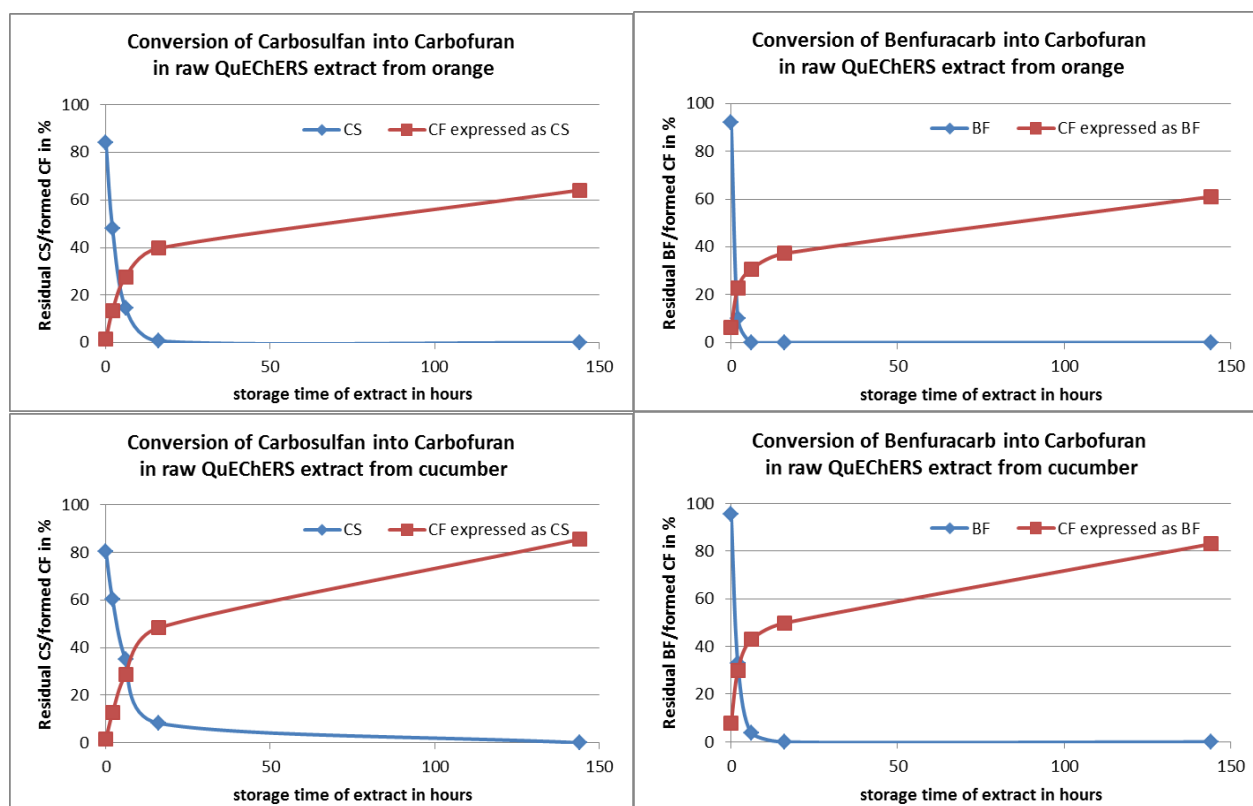 Conversion of Carbosulfan into Carbofuran
in raw QuEChERS extract from orange
CS
CF expressed as CS
Residual CS/formed CF in %
100
80
60
40
20
0
0
50
100
150
storage time of extract in hours
Conversion of Benfuracarb into Carbofuran
in raw QuEChERS extract from orange
BF
CF expressed as BF
Residual BF/formed CF in %
100
80
60
40
20
0
0
50
100
150
storage time of extract in hours
Conversion of Carbosulfan into Carbofuran
in raw QuEChERS extract from cucumber
CS
CF expressed as CS
Residual CS/formed CF in %
100
80
60
40
20
0
0
50
100
150
storage time of extract in hours
Conversion of Benfuracarb into Carbofuran
in raw QuEChERS extract from cucumber
BF
CF expressed as BF
Residual BF/formed CF in %
100
80
60
40
20
0
0
50
100
150
storage time of extract in hours